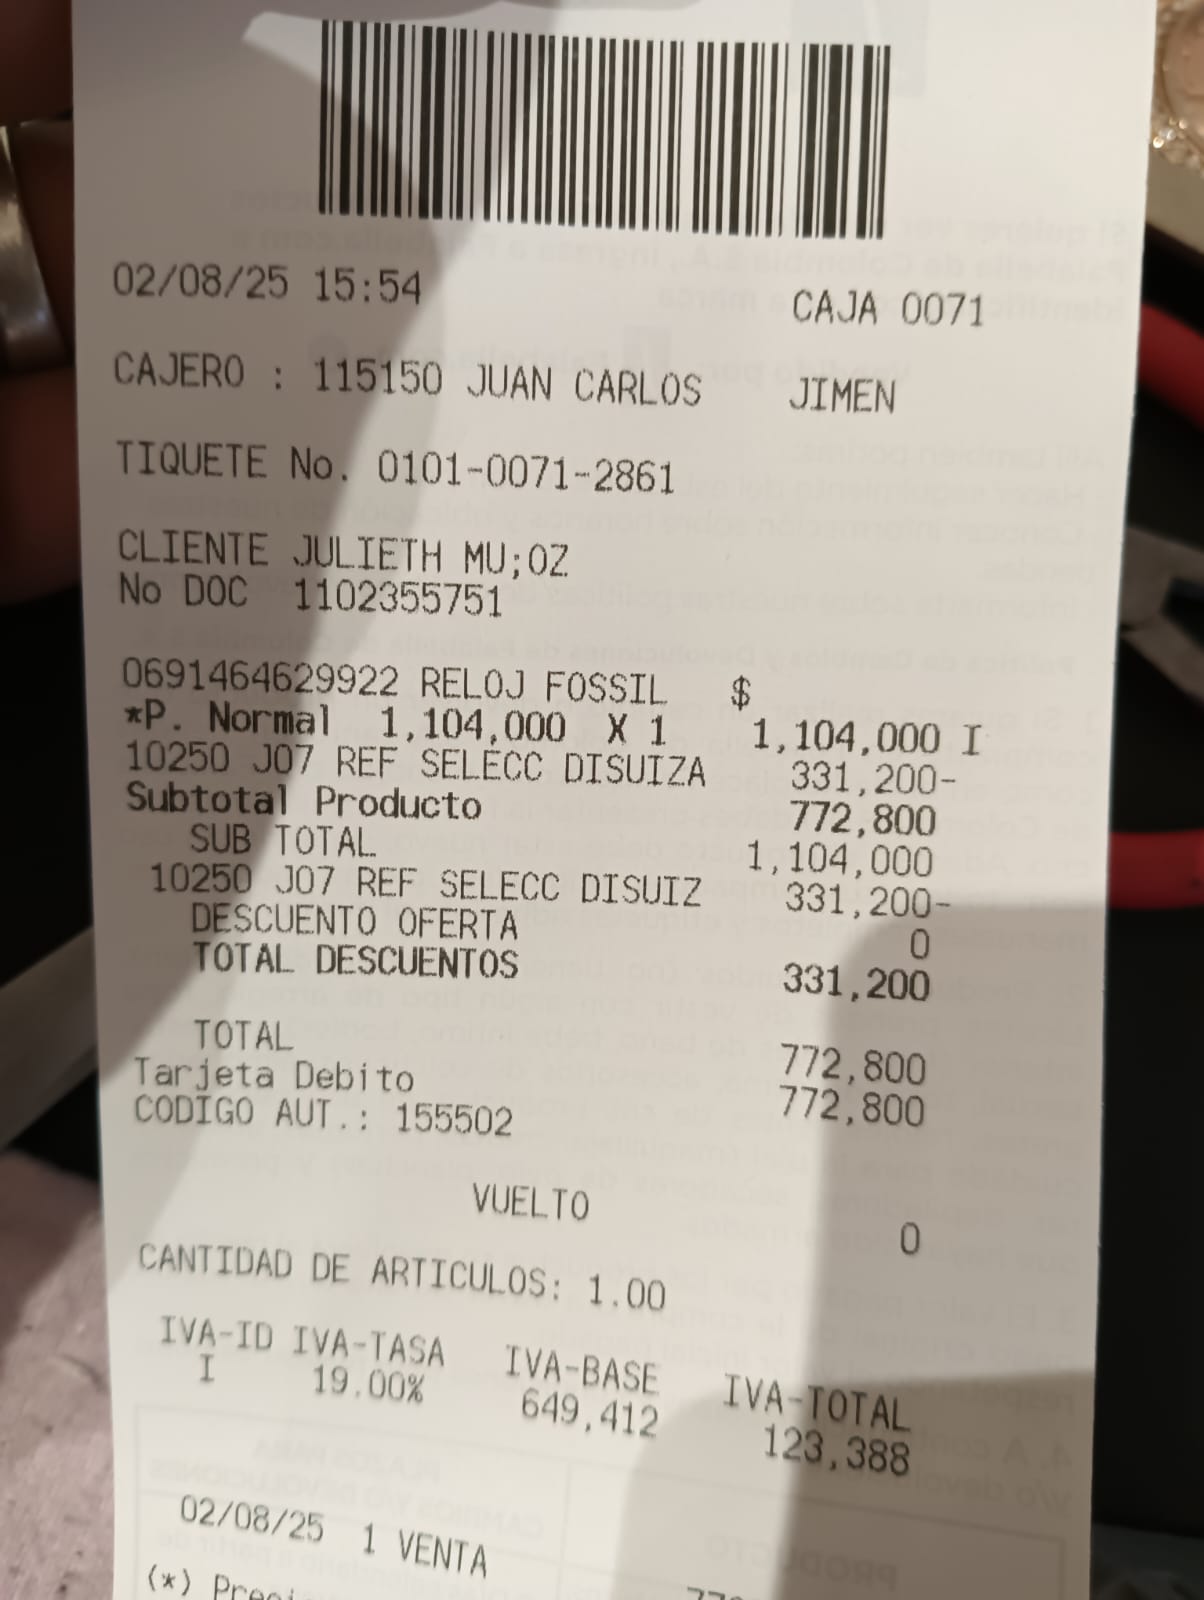 02/08/25 15:54 CAJA 0071
CAJERO : 115150 JUAN CARLOS JIMEN
TIQUETE No. 0101-0071-2861
CLIENTE JULIETH MU;OZ
No DOC 1102355751
0691464629922 RELOJ FOSSIL $
*P. Normal 1,104,000 X 1 1,104,000 I
10250 J07 REF SELECC DISUIZA 331,200-
Subtotal Producto 772,800
SUB TOTAL 1,104,000
10250 J07 REF SELECC DISUIZ 331,200-
DESCUENTO OFERTA 0
TOTAL DESCUENTOS 331,200
TOTAL 772,800
Tarjeta Debito 772,800
CODIGO AUT.: 155502
VUELTO 0
CANTIDAD DE ARTICULOS: 1.00
IVA-ID IVA-TASA IVA-BASE IVA-TOTAL
I 19.00% 649,412 123,388
02/08/25 1 VENTA
(*)